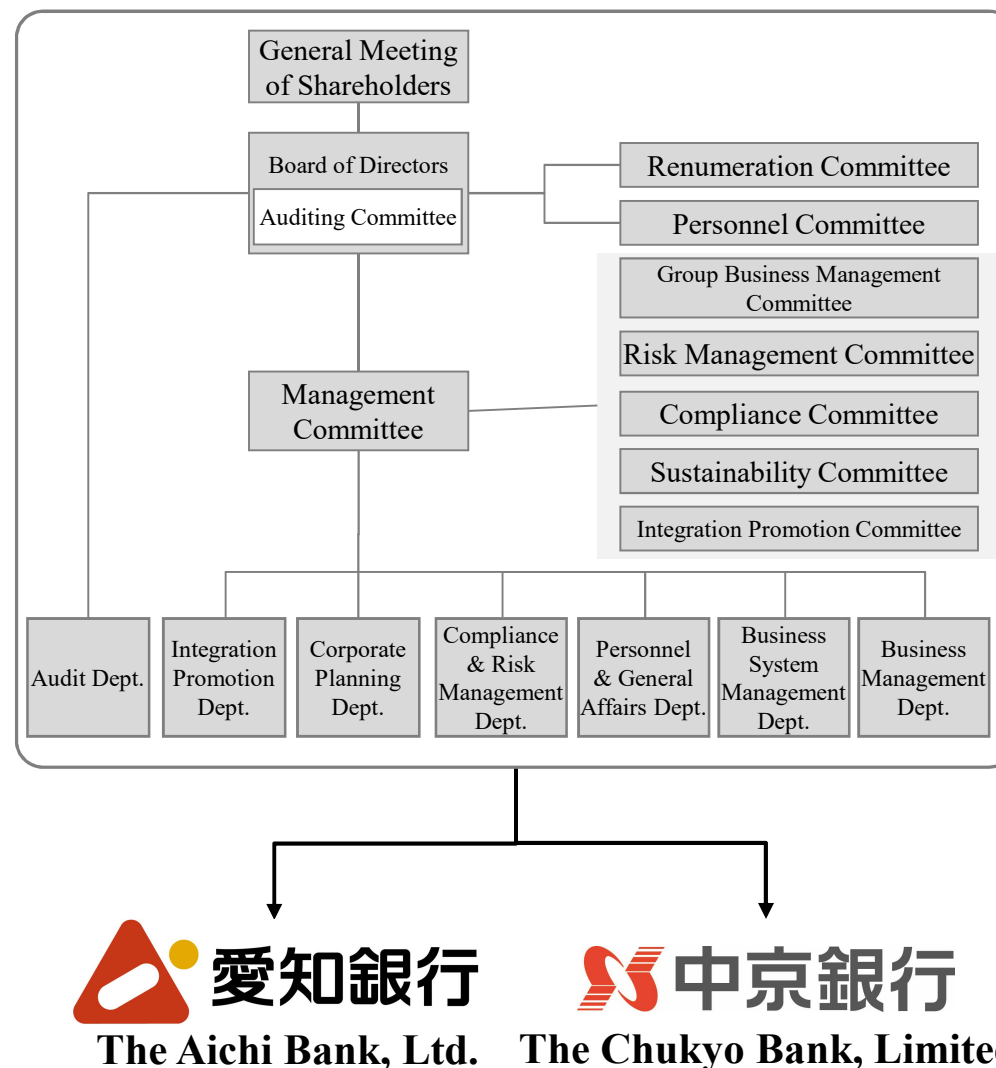 General Meeting
of Shareholders
Board of Directors
Auditing Committee
Renumeration Committee
Personnel Committee
Group Business Management
Committee
Risk Management Committee
Management
Committee
Compliance Committee
Sustainability Committee
Integration Promotion Committee
Audit Dept.
Integration
Promotion
Dept.
Corporate
Planning
Dept.
Compliance
& Risk
Management
Dept.
Personnel
& General
Affairs Dept.
Business
System
Management
Dept.
Business
Management
Dept.
愛知銀行
The Aichi Bank, Ltd.
中京銀行
The Chukyo Bank, Limited